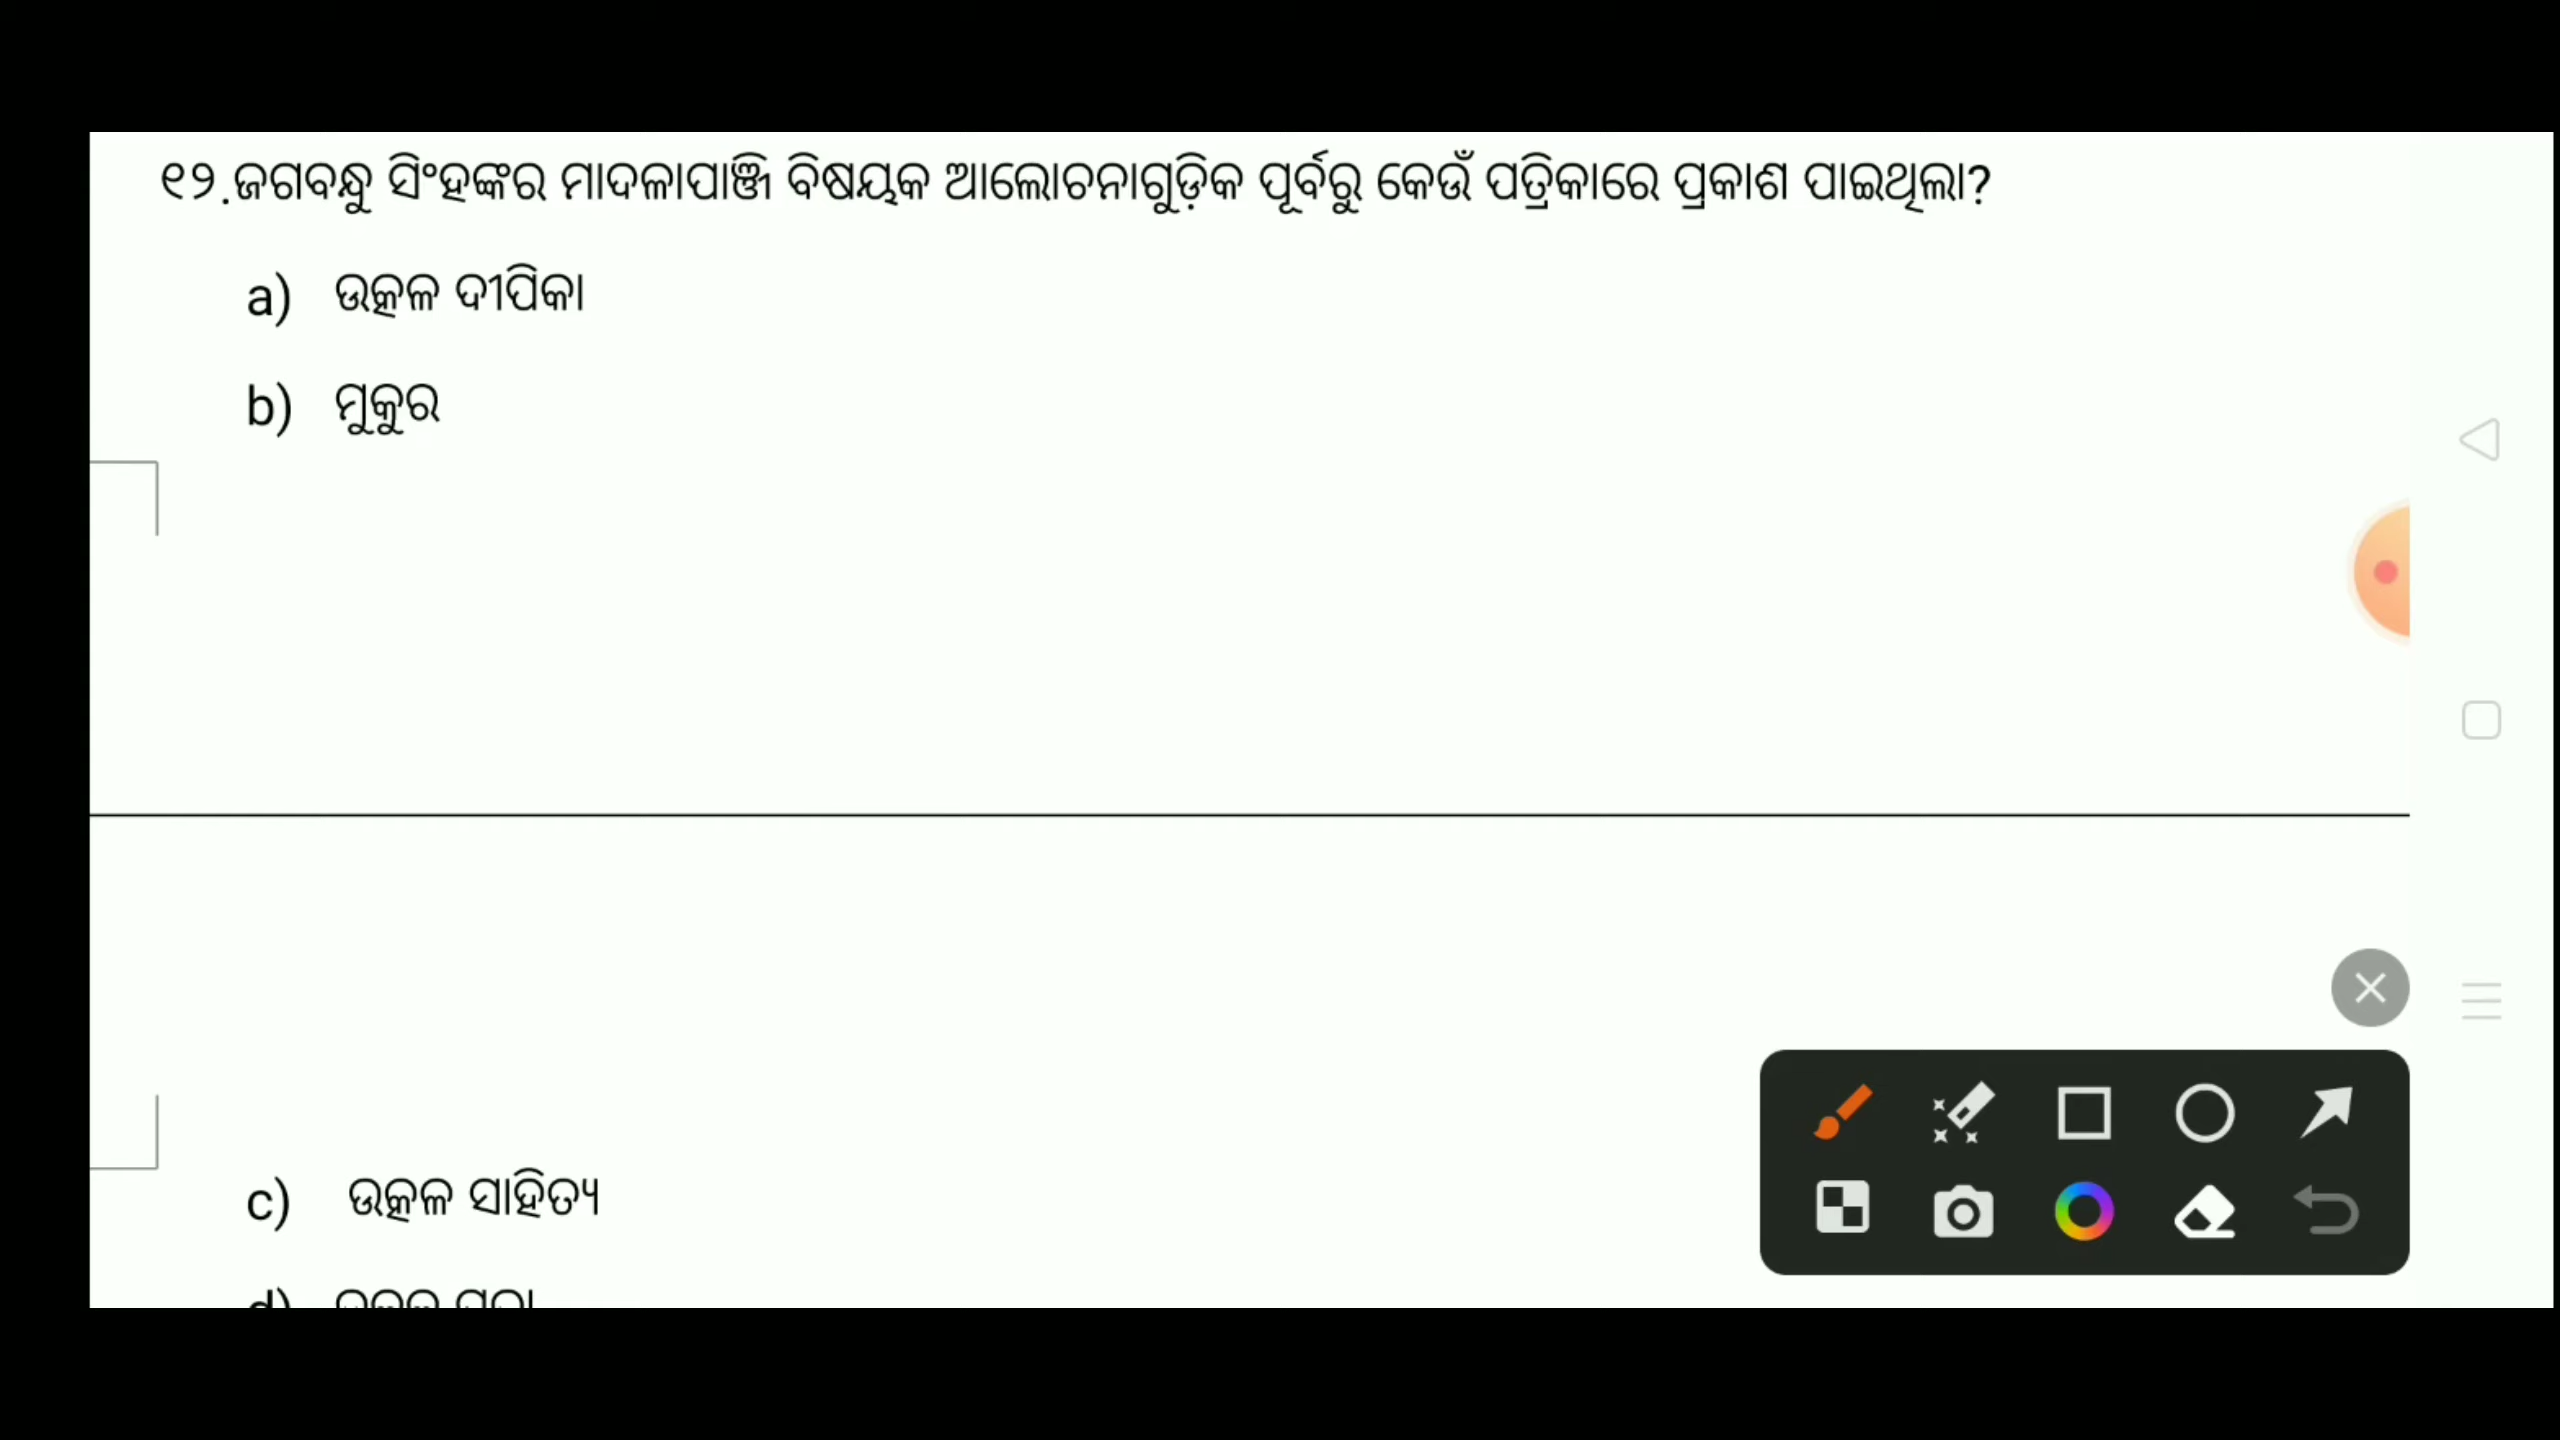 ୧୨.ଜଗବନ୍ଧୁ ସିଂହଙ୍କର ମାଦଳାପାଞ୍ଜି ବିଷୟକ ଆଲୋଚନାଗୁଡ଼ିକ ପୂର୍ବରୁ କେଉଁ ପତ୍ରିକାରେ ପ୍ରକାଶ ପାଇଥିଲା?
a) ଉତ୍କଳ ଦୀପିକା
b) ମୁକୁର
c) ଉତ୍କଳ ସାହିତ୍ୟ
d)